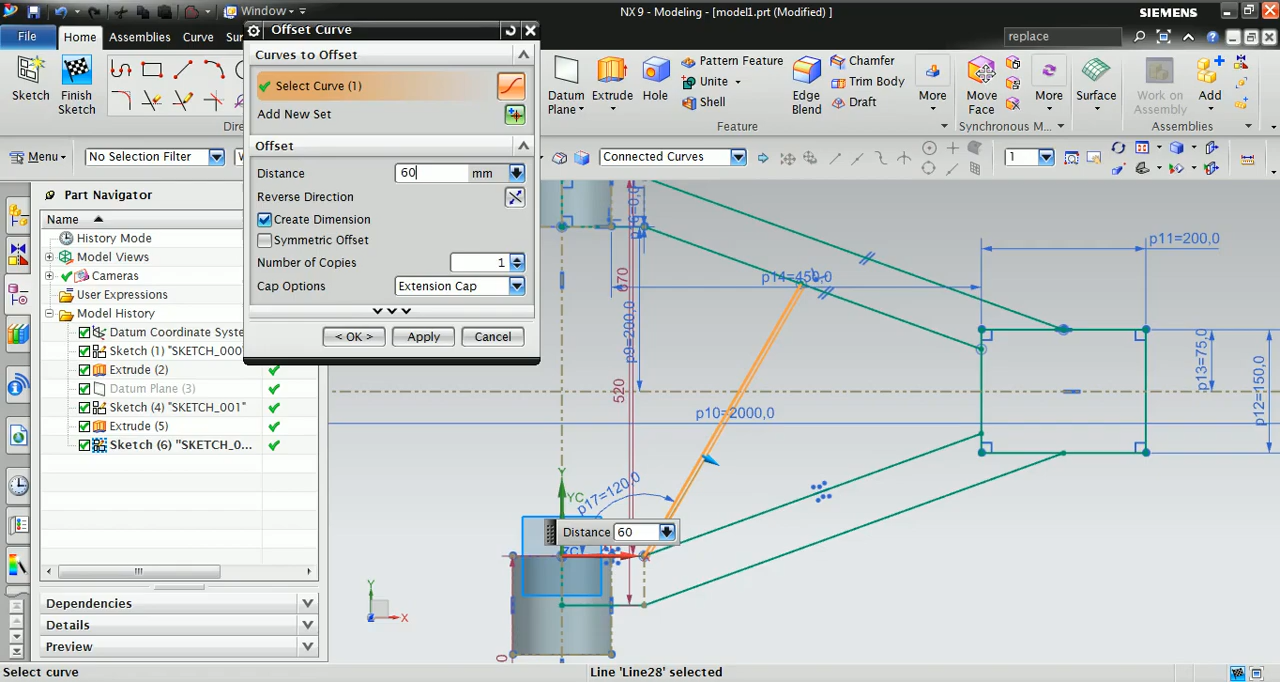 Window
NX 9 - Modeling - [model1.prt (Modified) ]
SIEMENS
File
Home
Assemblies
Curve
Su
replace
Sketch
Finish
Sketch
Offset Curve
Curves to Offset
Select Curve (1)
Add New Set
Offset
Distance
60
mm
Reverse Direction
Create Dimension
Symmetric Offset
Number of Copies
1
Cap Options
Extension Cap
< OK >
Apply
Cancel
Datum
Plane
Extrude
Hole
Pattern Feature
Unite
Shell
Edge
Blend
Chamfer
Trim Body
Draft
More
Feature
Move
Face
More
Synchronous M...
Surface
Work on
Assembly
Add
Assemblies
Menu
No Selection Filter
Connected Curves
1
Part Navigator
Name
History Mode
Model Views
Cameras
User Expressions
Model History
Datum Coordinate Syste
Sketch (1) "SKETCH_000
Extrude (2)
Datum Plane (3)
Sketch (4) "SKETCH_001"
Extrude (5)
Sketch (6) "SKETCH_0...
Dependencies
Details
Preview
p11=200,0
p14=450,0
670
p9=200,0
520
p10=2000,0
p13=75,0
p12=150,0
p17=120,0
Y
YC
Distance 60
Y
Z
X
0
Select curve
Line 'Line28' selected